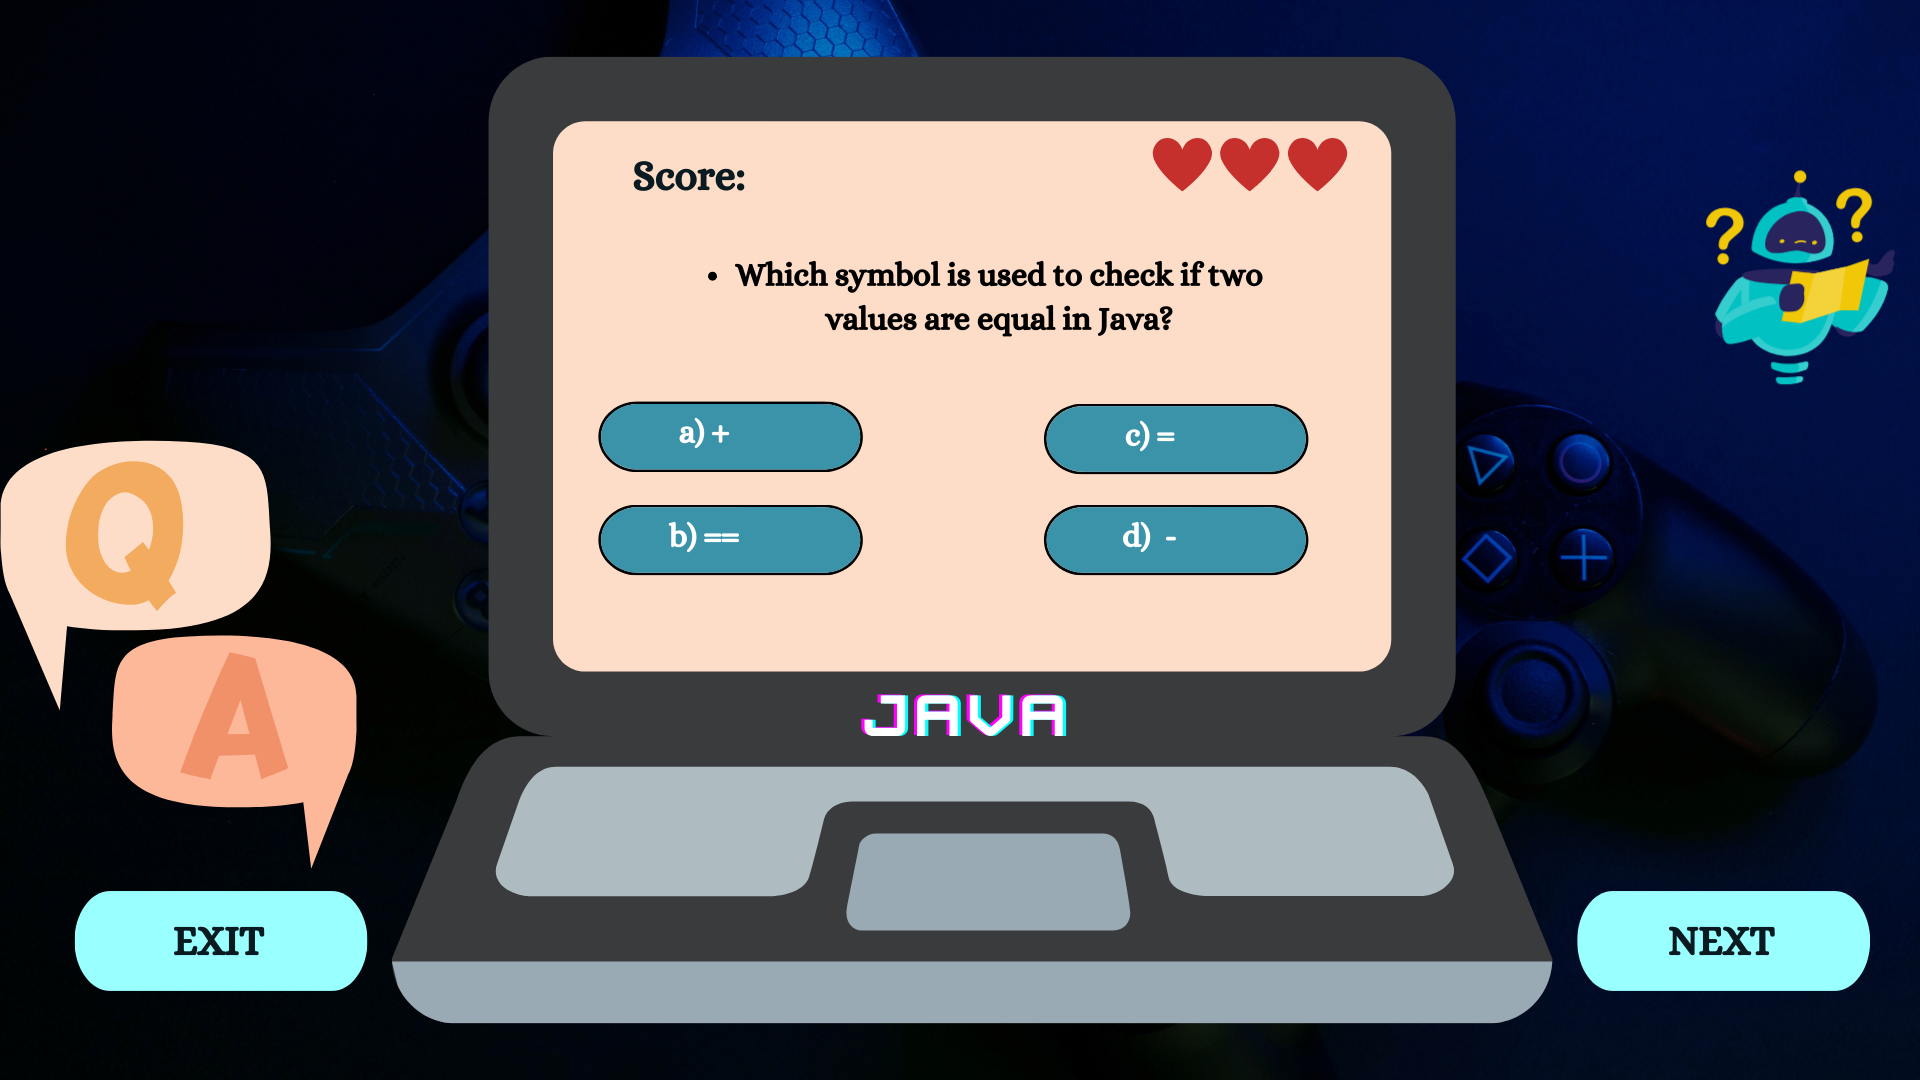 Score:
• Which symbol is used to check if two
values are equal in Java?
a) +
c) =
b) ==
d) -
JAVA
Q
A
EXIT
NEXT
? ?